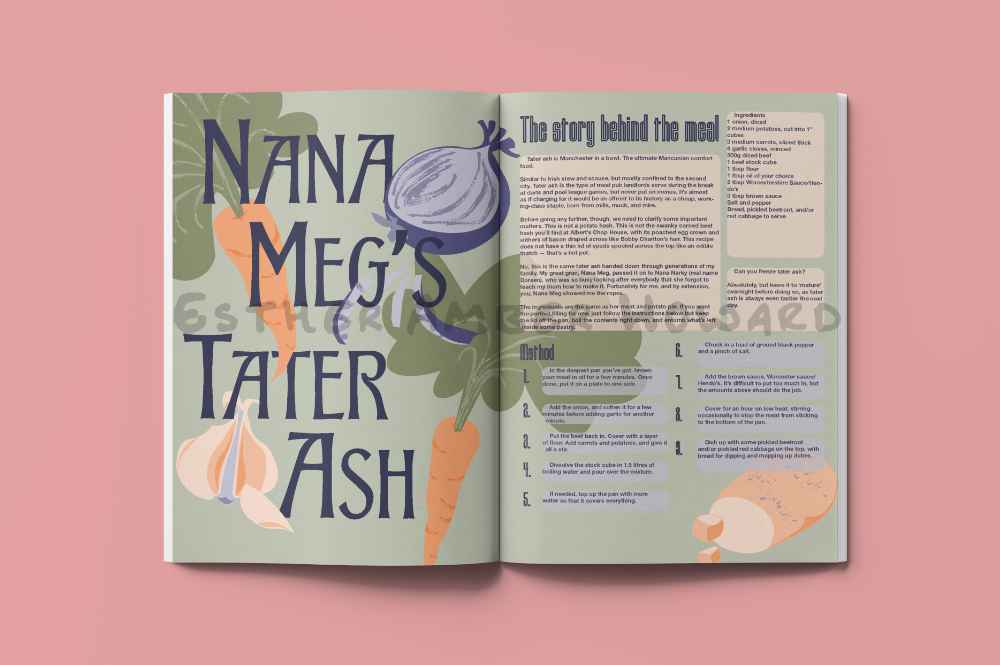 NANA
MEG'S
TATER
ASH
The story behind the meal
Tater ash is Manchester in a bowl. The ultimate Mancunian comfort
food.
Similar to Irish stew and scouse, but mostly confined to the second
city, tater ash is the type of meal pub landlords serve during the break
at darts and pool league games, but never put on menus. It's almost
as if charging for it would be an affront to its history as a cheap, work-
ing-class staple, born from mills, muck, and mire.
Before going any further, though, we need to clarify some important
matters. This is not a potato hash. This is not the swanky corned beef
hash you'll find at Albert's Chop House, with its poached egg crown and
slithers of bacon draped across like Bobby Charlton's hair. This recipe
does not have a thin lid of spuds spooled across the top like an edible
thatch — that's a hot pot.
No, this is the same tater ash handed down through generations of my
family. My great gran, Nana Meg, passed it on to Nana Nanky (real name
Doreen), who was so busy looking after everybody that she forgot to
teach my mum how to make it. Fortunately for me, and by extension,
you, Nana Meg showed me the ropes.
The ingredients are the same as her meat and potato pie. If you want
the perfect filling for one, just follow the instructions below but keep
the lid off the pan, boil the contents right down, and entomb what's left
inside some pastry.
Ingredients
1 onion, diced
3 medium potatoes, cut into 1"
cubes
3 medium carrots, sliced thick
4 garlic cloves, minced
500g diced beef
1 beef stock cube
1 tbsp flour
1 tbsp oil of your choice
2 tbsp Worcestershire Sauce/Hen-
do's
3 tbsp brown sauce
Salt and pepper
Bread, pickled beetroot, and/or
red cabbage to serve
Can you freeze tater ash?
Absolutely, but leave it to 'mature'
overnight before doing so, as tater
ash is always even tastier the next
day.
ESTHER AMBER HUSARD
Method
1. In the deepest pan you've got, brown
your meat in oil for a few minutes. Once
done, put it on a plate to one side
2. Add the onion, and soften it for a few
minutes before adding garlic for another
minute.
3. Put the beef back in. Cover with a layer
of flour. Add carrots and potatoes, and give it
all a stir.
4. Dissolve the stock cube in 1.5 litres of
boiling water and pour over the mixture.
5. If needed, top up the pan with more
water so that it covers everything.
6. Chuck in a load of ground black pepper
and a pinch of salt.
7. Add the brown sauce, Worcester sauce/
Hendo's. It's difficult to put too much in, but
the amounts above should do the job.
8. Cover for an hour on low heat, stirring
occasionally to stop the meat from sticking
to the bottom of the pan.
9. Dish up with some pickled beetroot
and/or pickled red cabbage on the top, with
bread for dipping and mopping up duties.